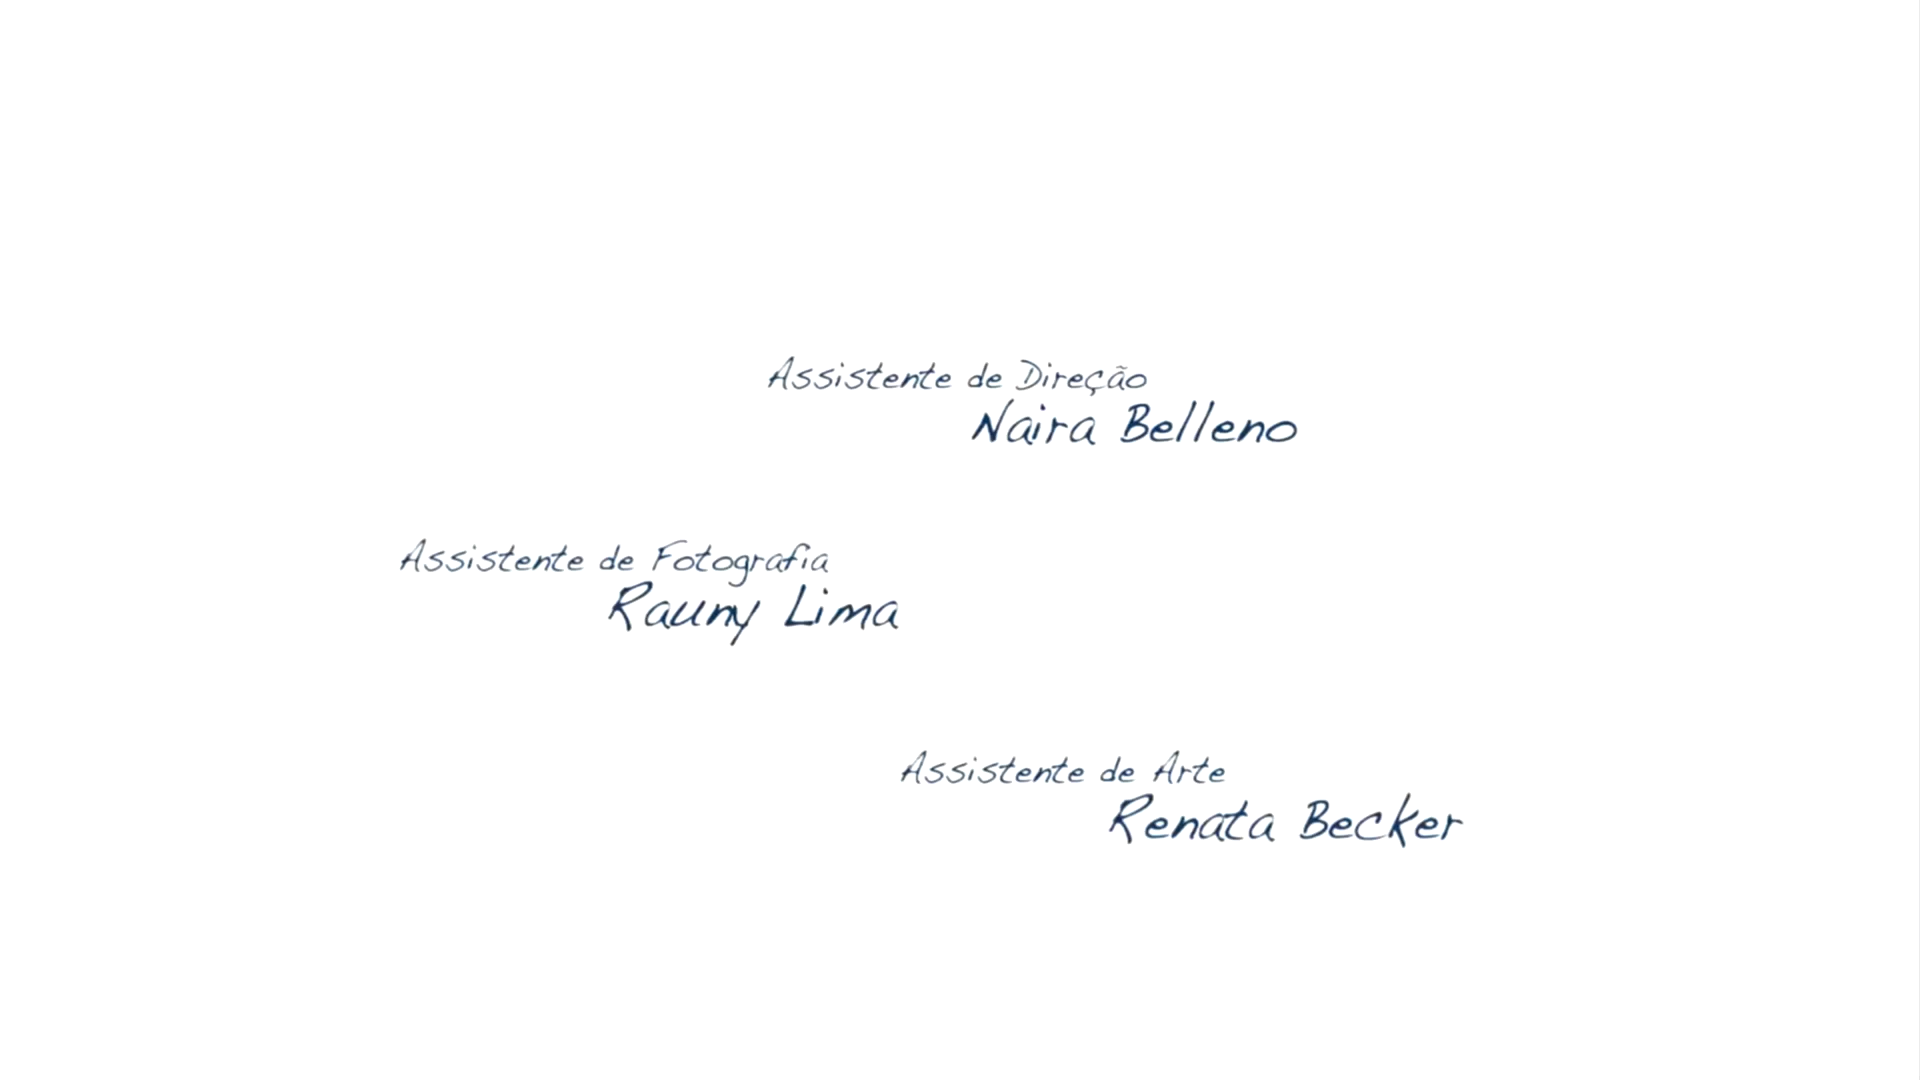 Assistente de Direção
Naira Belleno
Assistente de Fotografia
Rauny Lima
Assistente de Arte
Renata Becker